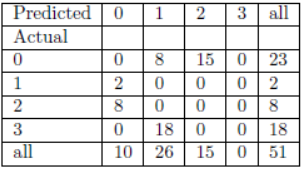 Predicted 0 1 2 3 all
Actual
0 0 8 15 0 23
1 2 0 0 0 2
2 8 0 0 0 8
3 0 18 0 0 18
all 10 26 15 0 51